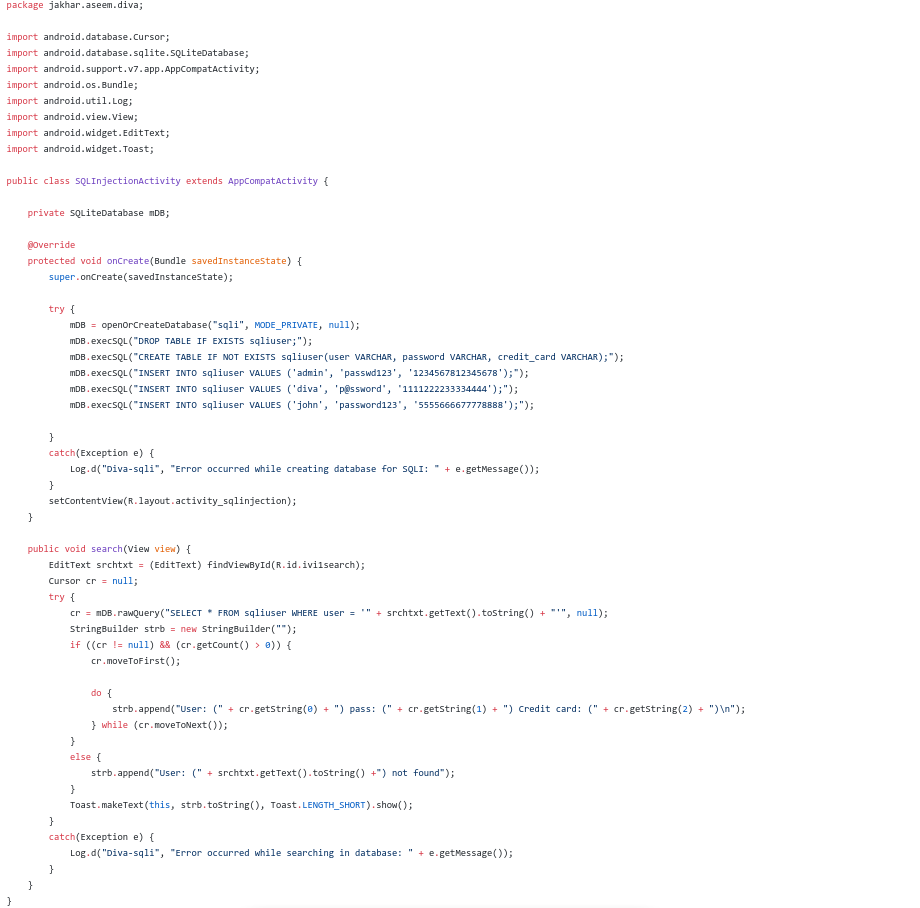 package jakhar.aseem.diva;
import android.database.Cursor;
import android.database.sqlite.SQLiteDatabase;
import android.support.v7.app.AppCompatActivity;
import android.os.Bundle;
import android.util.Log;
import android.view.View;
import android.widget.EditText;
import android.widget.Toast;
public class SQLInjectionActivity extends AppCompatActivity {
    private SQLiteDatabase mDB;
    @Override
    protected void onCreate(Bundle savedInstanceState) {
        super.onCreate(savedInstanceState);
        try {
            mDB = openOrCreateDatabase("sqli", MODE_PRIVATE, null);
            mDB.execSQL("DROP TABLE IF EXISTS sqliuser;");
            mDB.execSQL("CREATE TABLE IF NOT EXISTS sqliuser(user VARCHAR, password VARCHAR, credit_card VARCHAR);");
            mDB.execSQL("INSERT INTO sqliuser VALUES ('admin', 'passwd123', '1234567812345678');");
            mDB.execSQL("INSERT INTO sqliuser VALUES ('diva', 'p@ssword', '1111222233334444');");
            mDB.execSQL("INSERT INTO sqliuser VALUES ('john', 'password123', '5555666677778888');");
        }
        catch(Exception e) {
            Log.d("Diva-sqli", "Error occurred while creating database for SQLI: " + e.getMessage());
        }
        setContentView(R.layout.activity_sqlinjection);
    }
    public void search(View view) {
        EditText srchtxt = (EditText) findViewById(R.id.ivi1search);
        Cursor cr = null;
        try {
            cr = mDB.rawQuery("SELECT * FROM sqliuser WHERE user = '" + srchtxt.getText().toString() + "'", null);
            StringBuilder strb = new StringBuilder("");
            if ((cr != null) && (cr.getCount() > 0)) {
                cr.moveToFirst();
                do {
                    strb.append("User: (" + cr.getString(0) + ") pass: (" + cr.getString(1) + ") Credit card: (" + cr.getString(2) + ")\n");
                } while (cr.moveToNext());
            }
            else {
                strb.append("User: (" + srchtxt.getText().toString() +") not found");
            }
            Toast.makeText(this, strb.toString(), Toast.LENGTH_SHORT).show();
        }
        catch(Exception e) {
            Log.d("Diva-sqli", "Error occurred while searching in database: " + e.getMessage());
        }
    }
}